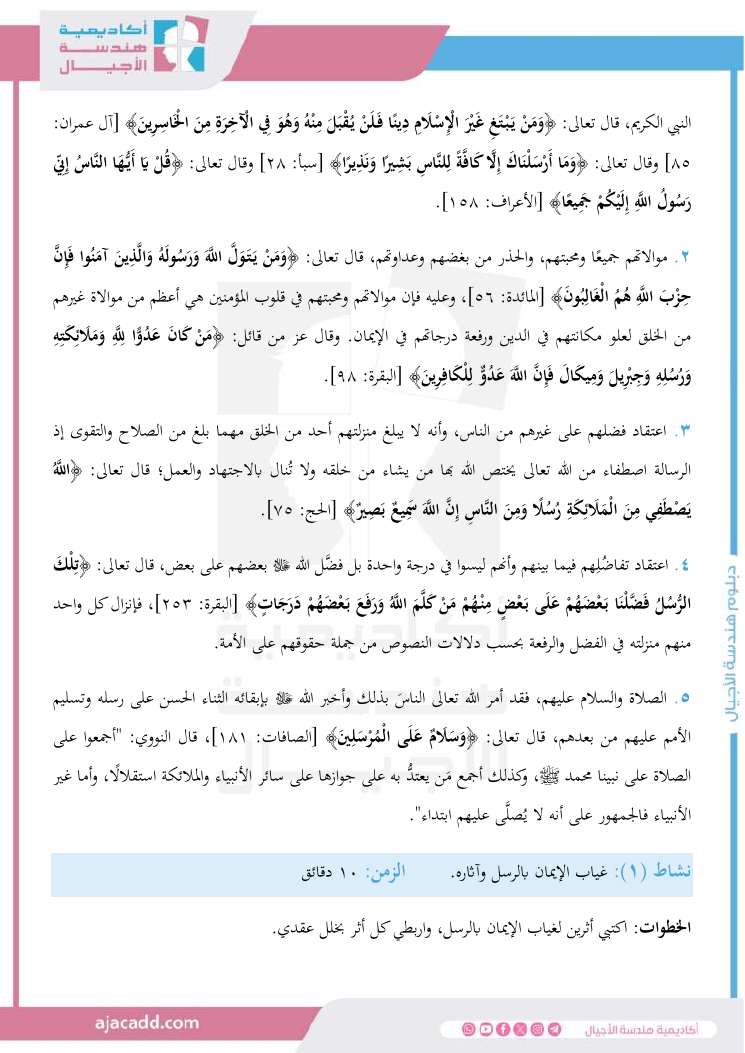 أكاديمية
هندسة
الأجيال
النبي الكريم، قال تعالى: ﴿وَمَنْ يَبْتَغِ غَيْرَ الْإِسْلَامِ دِينًا فَلَنْ يُقْبَلَ مِنْهُ وَهُوَ فِي الْآخِرَةِ مِنَ الْخَاسِرِينَ﴾ [آل عمران:
٨٥] وقال تعالى: ﴿وَمَا أَرْسَلْنَاكَ إِلَّا كَافَّةً لِلنَّاسِ بَشِيرًا وَنَذِيرًا﴾ [سبأ: ٢٨] وقال تعالى: ﴿قُلْ يَا أَيُّهَا النَّاسُ إِنِّي
رَسُولُ اللَّهِ إِلَيْكُمْ جَمِيعًا﴾ [الأعراف: ١٥٨].
٢. موالاتهم جميعًا ومحبتهم، والحذر من بغضهم وعداوتهم، قال تعالى: ﴿وَمَنْ يَتَوَلَّ اللَّهَ وَرَسُولَهُ وَالَّذِينَ آمَنُوا فَإِنَّ
حِزْبَ اللَّهِ هُمُ الْغَالِبُونَ﴾ [المائدة: ٥٦]، وعليه فإن موالاتهم ومحبتهم في قلوب المؤمنين هي أعظم من موالاة غيرهم
من الخلق لعلو مكانتهم في الدين ورفعة درجاتهم في الإيمان. وقال عز من قائل: ﴿مَنْ كَانَ عَدُوًّا لِلَّهِ وَمَلَائِكَتِهِ
وَرُسُلِهِ وَجِبْرِيلَ وَمِيكَالَ فَإِنَّ اللَّهَ عَدُوٌّ لِلْكَافِرِينَ﴾ [البقرة: ٩٨].
٣. اعتقاد فضلهم على غيرهم من الناس، وأنه لا يبلغ منزلتهم أحد من الخلق مهما بلغ من الصلاح والتقوى إذ
الرسالة اصطفاء من الله تعالى يختص الله بها من يشاء من خلقه ولا تُنال بالاجتهاد والعمل؛ قال تعالى: ﴿اللَّهُ
يَصْطَفِي مِنَ الْمَلَائِكَةِ رُسُلًا وَمِنَ النَّاسِ إِنَّ اللَّهَ سَمِيعٌ بَصِيرٌ﴾ [الحج: ٧٥].
٤. اعتقاد تفاضُلِهم فيما بينهم وأنهم ليسوا في درجة واحدة بل فضَّل الله ﷻ بعضهم على بعض، قال تعالى: ﴿تِلْكَ
الرُّسُلُ فَضَّلْنَا بَعْضَهُمْ عَلَى بَعْضٍ مِنْهُمْ مَنْ كَلَّمَ اللَّهُ وَرَفَعَ بَعْضَهُمْ دَرَجَاتٍ﴾ [البقرة: ٢٥٣]، فإنزال كل واحد
منهم منزلته في الفضل والرفعة بحسب دلالات النصوص من جملة حقوقهم على الأمة.
٥. الصلاة والسلام عليهم، فقد أمر الله تعالى الناسَ بذلك وأخبر الله ﷻ بإبقائه الثناء الحسن على رسله وتسليم
الأمم عليهم من بعدهم، قال تعالى: ﴿وَسَلَامٌ عَلَى الْمُرْسَلِينَ﴾ [الصافات: ١٨١]، قال النووي: "أجمعوا على
الصلاة على نبينا محمد ﷺ، وكذلك أجمع مَن يعتدُّ به على جوازها على سائر الأنبياء والملائكة استقلالًا، وأما غير
الأنبياء فالجمهور على أنه لا يُصلَّى عليهم ابتداء".
نشاط (١): غياب الإيمان بالرسل وآثاره. الزمن: ١٠ دقائق
الخطوات: اكتبي أثرين لغياب الإيمان بالرسل، واربطي كل أثر بخلل عقدي.
دبلوم هندسة الأجيال
أكاديمية هندسة الأجيال
ajacadd.com